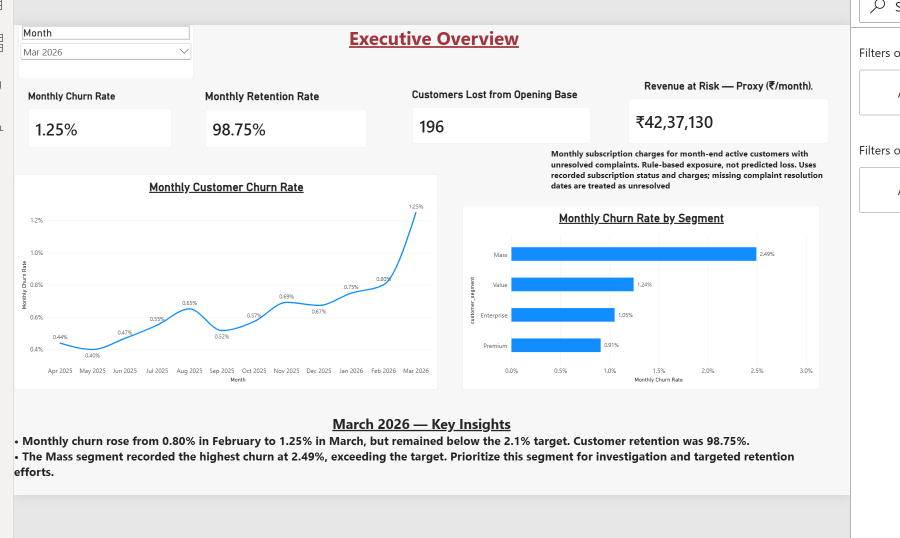 Month
Mar 2026
Executive Overview
Filters o
Filters o
Monthly Churn Rate
1.25%
Monthly Retention Rate
98.75%
Customers Lost from Opening Base
196
Revenue at Risk — Proxy (₹/month).
₹42,37,130
Monthly subscription charges for month-end active customers with
unresolved complaints. Rule-based exposure, not predicted loss. Uses
recorded subscription status and charges; missing complaint resolution
dates are treated as unresolved
Monthly Customer Churn Rate
Monthly Churn Rate
1.2%
1.0%
0.8%
0.6%
0.4%
0.44%
0.40%
0.47%
0.55%
0.65%
0.52%
0.57%
0.69%
0.67%
0.75%
0.80%
1.25%
Apr 2025
May 2025
Jun 2025
Jul 2025
Aug 2025
Sep 2025
Oct 2025
Nov 2025
Dec 2025
Jan 2026
Feb 2026
Mar 2026
Month
Monthly Churn Rate by Segment
customer_segment
Mass
2.49%
Value
1.24%
Enterprise
1.05%
Premium
0.91%
0.0%
0.5%
1.0%
1.5%
2.0%
2.5%
3.0%
Monthly Churn Rate
March 2026 — Key Insights
• Monthly churn rose from 0.80% in February to 1.25% in March, but remained below the 2.1% target. Customer retention was 98.75%.
• The Mass segment recorded the highest churn at 2.49%, exceeding the target. Prioritize this segment for investigation and targeted retention
efforts.